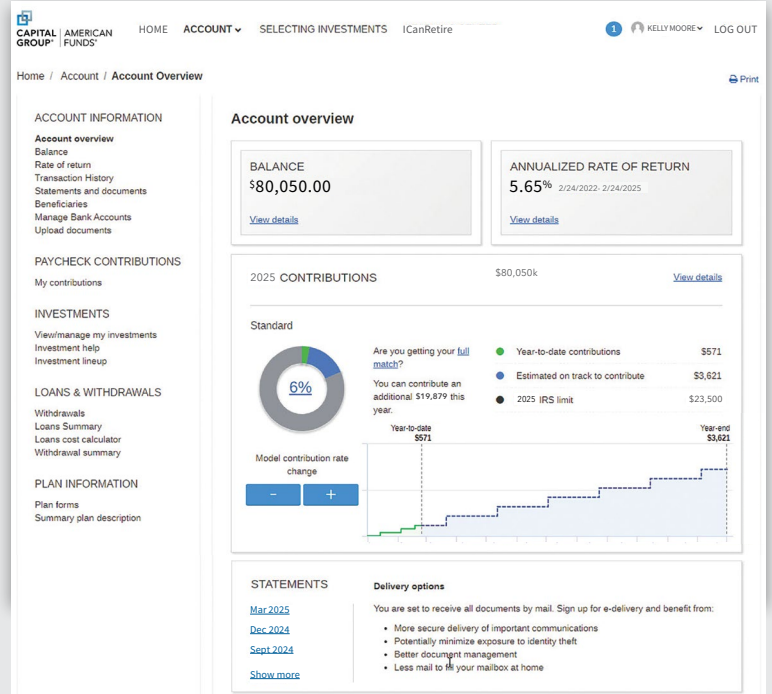 CAPITAL GROUP® | AMERICAN FUNDS®
HOME ACCOUNT SELECTING INVESTMENTS ICanRetire 1 KELLY MOORE LOG OUT
Home / Account / Account Overview
Print
ACCOUNT INFORMATION
Account overview
Balance
Rate of return
Transaction History
Statements and documents
Beneficiaries
Manage Bank Accounts
Upload documents
PAYCHECK CONTRIBUTIONS
My contributions
INVESTMENTS
View/manage my investments
Investment help
Investment lineup
LOANS & WITHDRAWALS
Withdrawals
Loans Summary
Loans cost calculator
Withdrawal summary
PLAN INFORMATION
Plan forms
Summary plan description
Account overview
BALANCE
$80,050.00
View details
ANNUALIZED RATE OF RETURN
5.65% 2/24/2022- 2/24/2025
View details
2025 CONTRIBUTIONS $80,050k View details
Standard
6%
Model contribution rate
change
− +
Are you getting your full
match?
You can contribute an
additional $19,879 this
year.
Year-to-date contributions $571
Estimated on track to contribute $3,621
2025 IRS limit $23,500
Year-to-date
$571
Year-end
$3,621
STATEMENTS
Mar 2025
Dec 2024
Sept 2024
Show more
Delivery options
You are set to receive all documents by mail. Sign up for e-delivery and benefit from:
• More secure delivery of important communications
• Potentially minimize exposure to identity theft
• Better document management
• Less mail to fill your mailbox at home